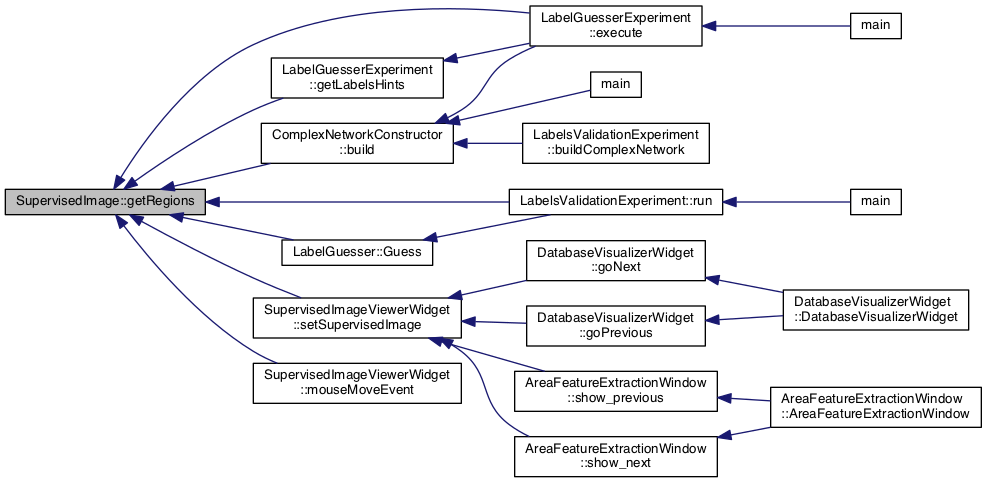 LabelGuesserExperiment
::execute
main
LabelGuesserExperiment
::getLabelsHints
main
ComplexNetworkConstructor
::build
LabelsValidationExperiment
::buildComplexNetwork
SupervisedImage::getRegions
LabelsValidationExperiment::run
main
LabelGuesser::Guess
DatabaseVisualizerWidget
::goNext
SupervisedImageViewerWidget
::setSupervisedImage
DatabaseVisualizerWidget
::DatabaseVisualizerWidget
DatabaseVisualizerWidget
::goPrevious
SupervisedImageViewerWidget
::mouseMoveEvent
AreaFeatureExtractionWindow
::show_previous
AreaFeatureExtractionWindow
::AreaFeatureExtractionWindow
AreaFeatureExtractionWindow
::show_next